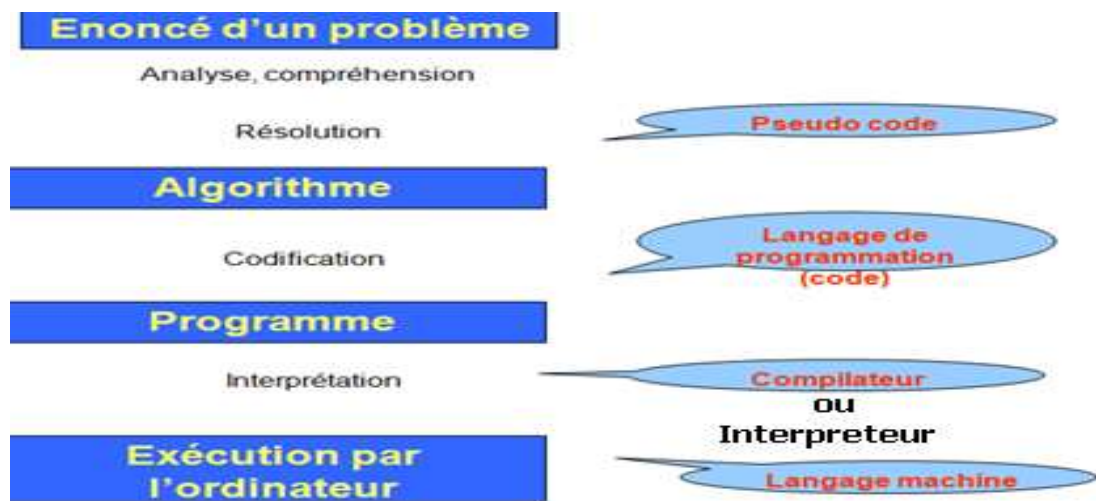 Enoncé d'un problème
Analyse, compréhension
Résolution
Pseudo code
Algorithme
Codification
Langage de
programmation
(code)
Programme
Interprétation
Compilateur
ou
Interpreteur
Exécution par
l'ordinateur
Langage machine